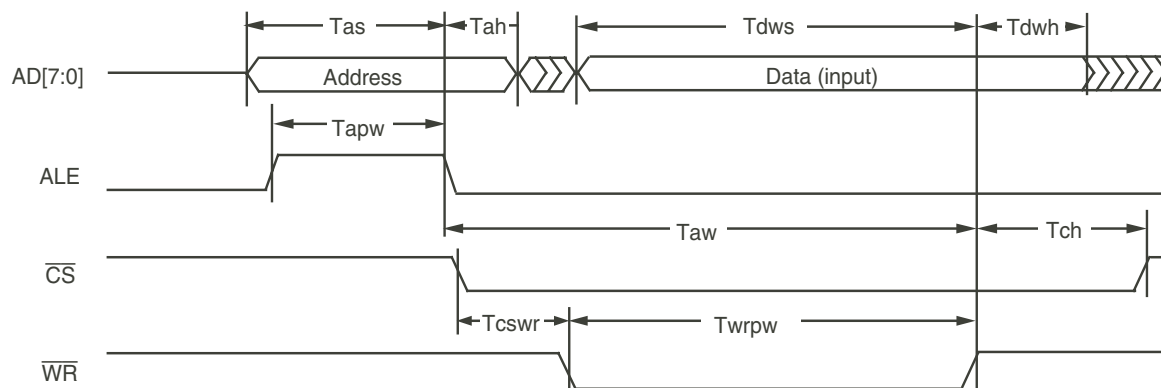 Tas Tah Tdws Tdwh
AD[7:0] Address Data (input)
Tapw
ALE
Taw Tch
CS
Tcswr Twrpw
WR